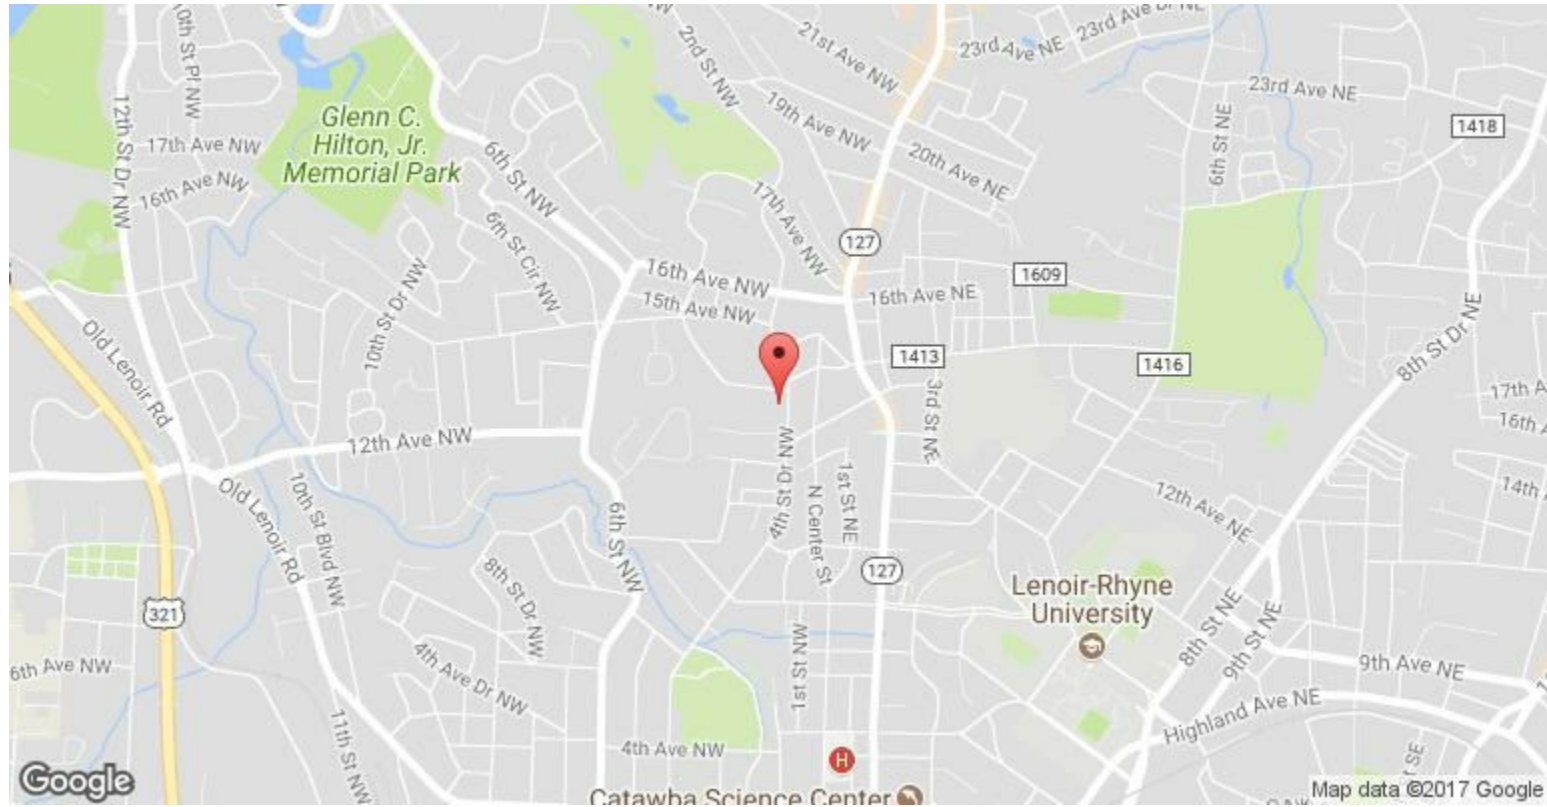 10th St Pl NW
2nd St NW
21st Ave NW
23rd Ave NE
23rd Ave Dr NE
23rd Ave NE
12th St Dr NW
Glenn C.
Hilton, Jr.
Memorial Park
19th Ave NW
1418
17th Ave NW
6th St NW
20th Ave NE
6th St NE
16th Ave NW
17th Ave NW
6th St Cir NW
127
10th St Dr NW
16th Ave NW
1609
15th Ave NW
16th Ave NE
Old Lenoir Rd
8th St Dr NE
1413
1416
3rd St NE
17th A
16th A
12th Ave NW
4th St Dr NW
1st St NE
N Center St
12th Ave NE
14th
Old Lenoir Rd
10th St Blvd NW
6th St NW
127
8th St Dr NW
Lenoir-Rhyne
University
321
8th St NE
9th St NE
6th Ave NW
4th Ave Dr NW
1st St NW
9th Ave NE
11th St NW
Highland Ave NE
4th Ave NW
H
St SE
Google
Catawba Science Center
Map data ©2017 Google